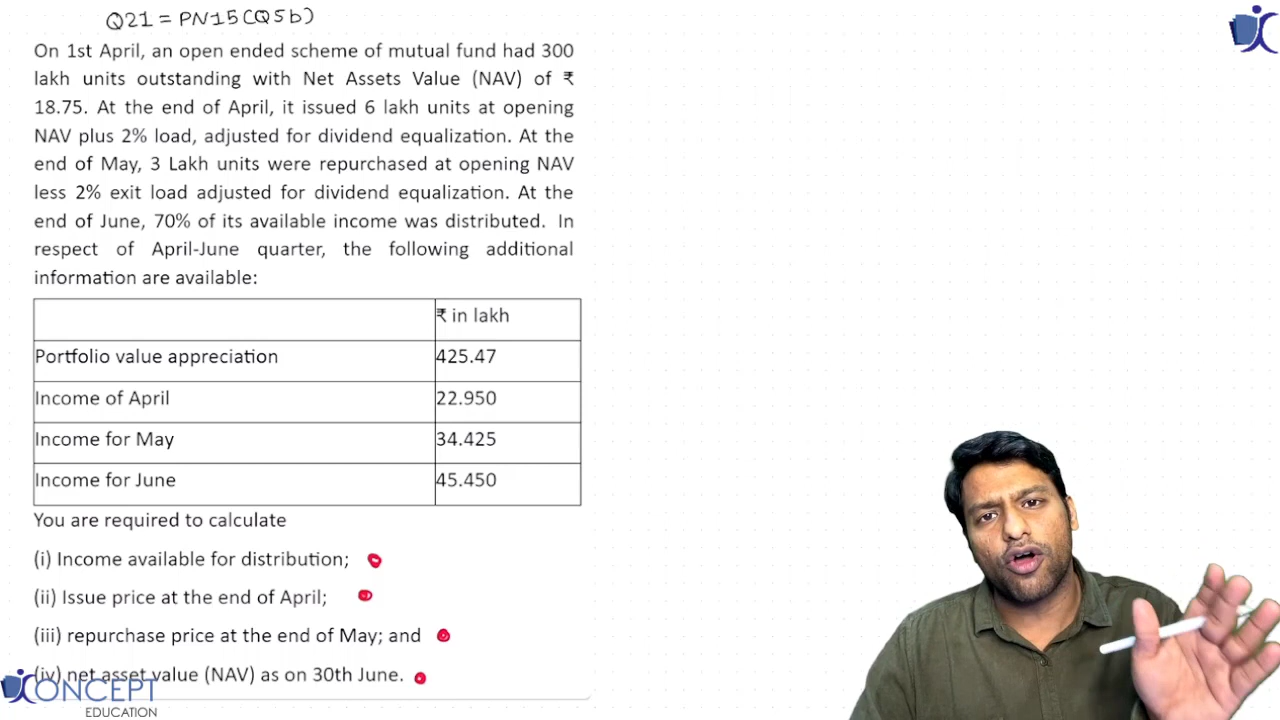 Q21 = PN15(Q5b)
On 1st April, an open ended scheme of mutual fund had 300
lakh units outstanding with Net Assets Value (NAV) of ₹
18.75. At the end of April, it issued 6 lakh units at opening
NAV plus 2% load, adjusted for dividend equalization. At the
end of May, 3 Lakh units were repurchased at opening NAV
less 2% exit load adjusted for dividend equalization. At the
end of June, 70% of its available income was distributed. In
respect of April-June quarter, the following additional
information are available:
₹ in lakh
Portfolio value appreciation 425.47
Income of April 22.950
Income for May 34.425
Income for June 45.450
You are required to calculate
(i) Income available for distribution;
(ii) Issue price at the end of April;
(iii) repurchase price at the end of May; and
(iv) net asset value (NAV) as on 30th June.
CONCEPT
EDUCATION